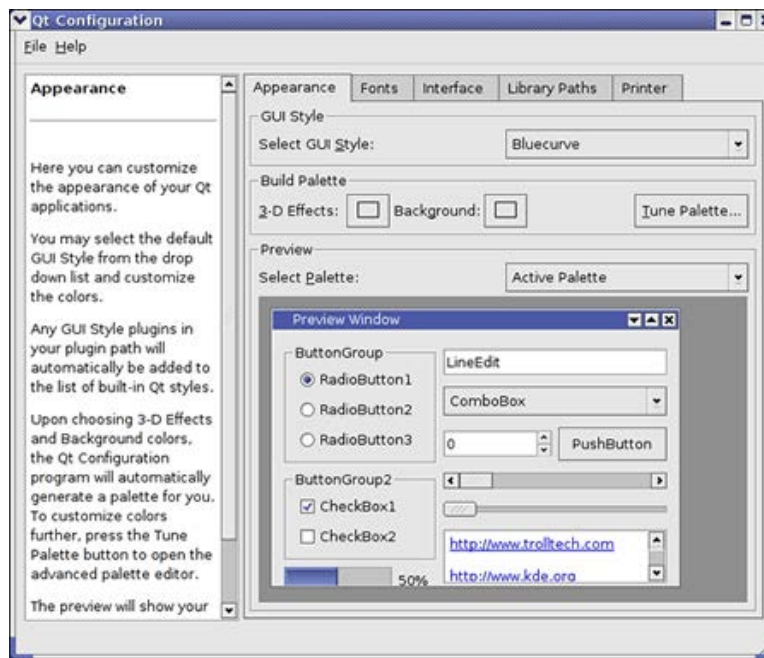 Qt Configuration
File Help
Appearance
Here you can customize
the appearance of your Qt
applications.
You may select the default
GUI Style from the drop
down list and customize
the colors.
Any GUI Style plugins in
your plugin path will
automatically be added to
the list of built-in Qt styles.
Upon choosing 3-D Effects
and Background colors,
the Qt Configuration
program will automatically
generate a palette for you.
To customize colors
further, press the Tune
Palette button to open the
advanced palette editor.
The preview will show your
Appearance Fonts Interface Library Paths Printer
GUI Style
Select GUI Style: Bluecurve
Build Palette
3-D Effects: Background: Tune Palette...
Preview
Select Palette: Active Palette
Preview Window
ButtonGroup
RadioButton1
RadioButton2
RadioButton3
ButtonGroup2
CheckBox1
CheckBox2
50%
LineEdit
ComboBox
0 PushButton
http://www.trolltech.com
http://www.kde.org